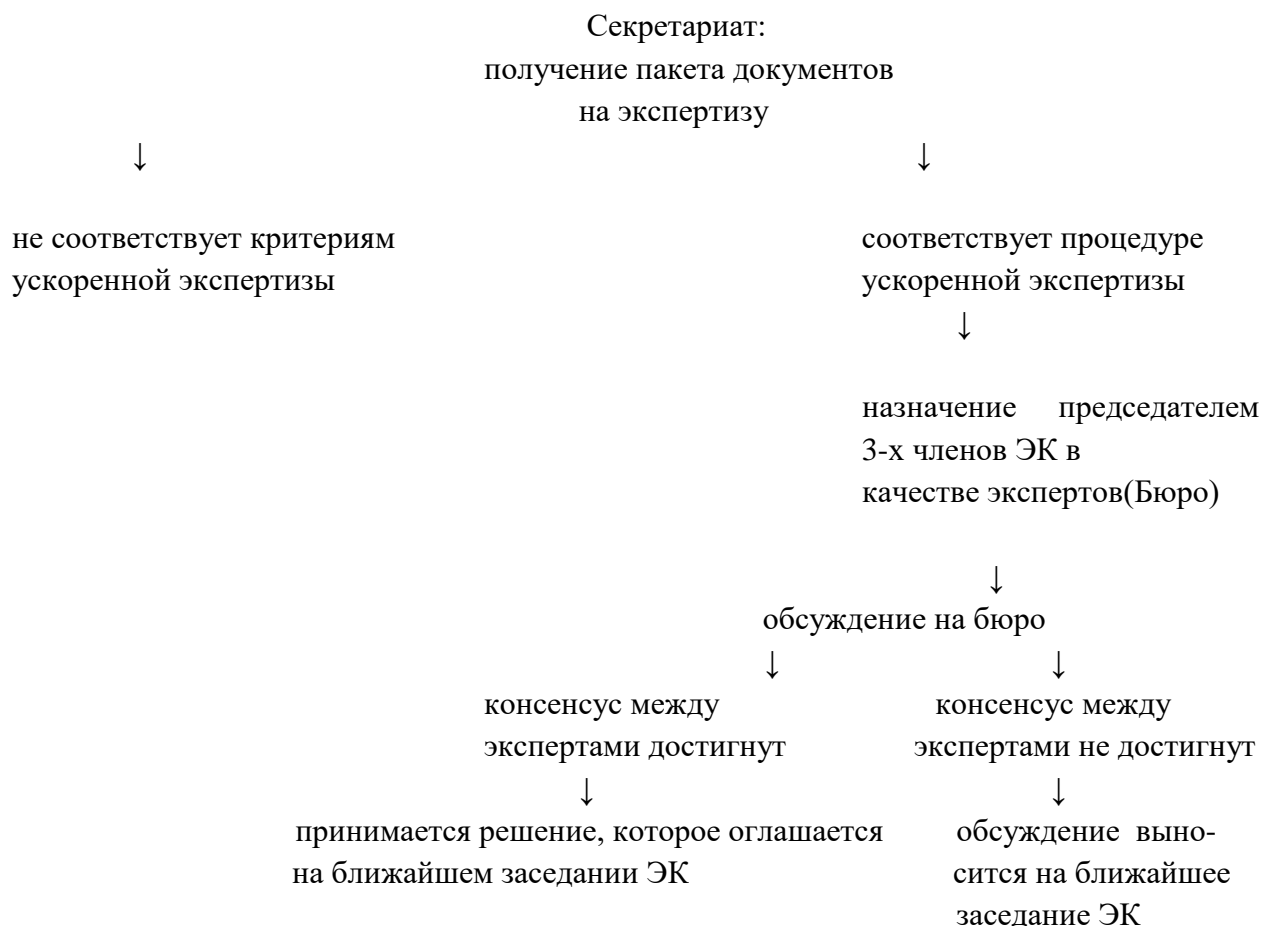 Секретариат:
получение пакета документов
на экспертизу
↓ ↓
не соответствует критериям
ускоренной экспертизы
соответствует процедуре
ускоренной экспертизы
↓
назначение председателем
3-х членов ЭК в
качестве экспертов(Бюро)
↓
обсуждение на бюро
↓ ↓
консенсус между
экспертами достигнут
↓
принимается решение, которое оглашается
на ближайшем заседании ЭК
консенсус между
экспертами не достигнут
↓
обсуждение выно-
сится на ближайшее
заседание ЭК